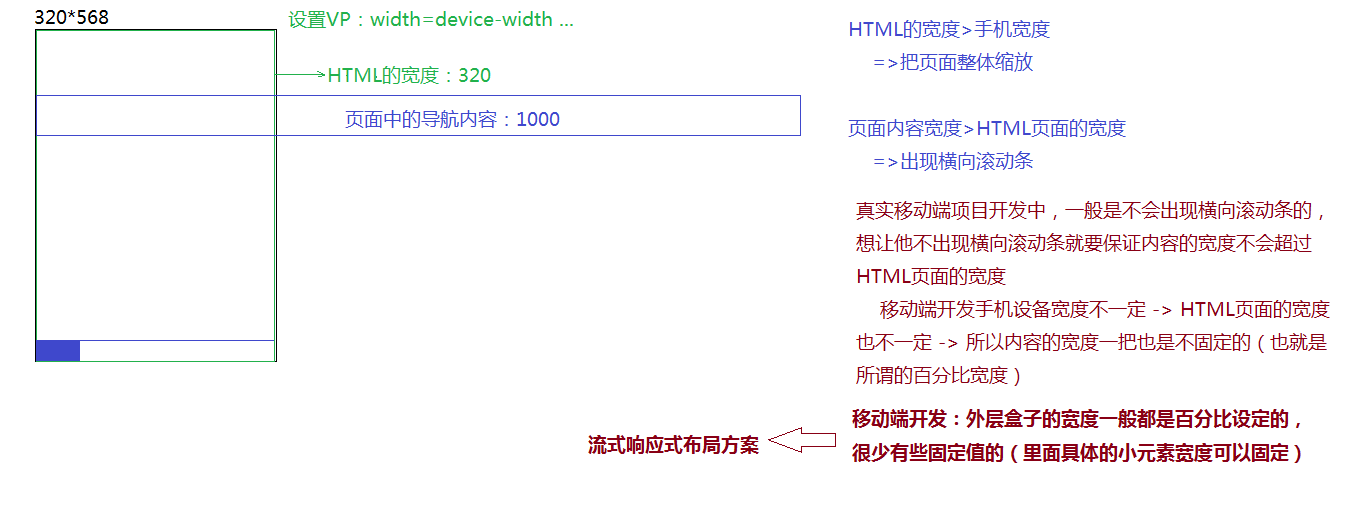 320*568
设置VP：width=device-width ...
HTML的宽度：320
页面中的导航内容：1000
HTML的宽度>手机宽度
=>把页面整体缩放
页面内容宽度>HTML页面的宽度
=>出现横向滚动条
真实移动端项目开发中，一般是不会出现横向滚动条的，
想让他不出现横向滚动条就要保证内容的宽度不会超过
HTML页面的宽度
移动端开发手机设备宽度不一定 -> HTML页面的宽度
也不一定 -> 所以内容的宽度一把也是不固定的（也就是
所谓的百分比宽度）
移动端开发：外层盒子的宽度一般都是百分比设定的，
很少有些固定值的（里面具体的小元素宽度可以固定）
流式响应式布局方案